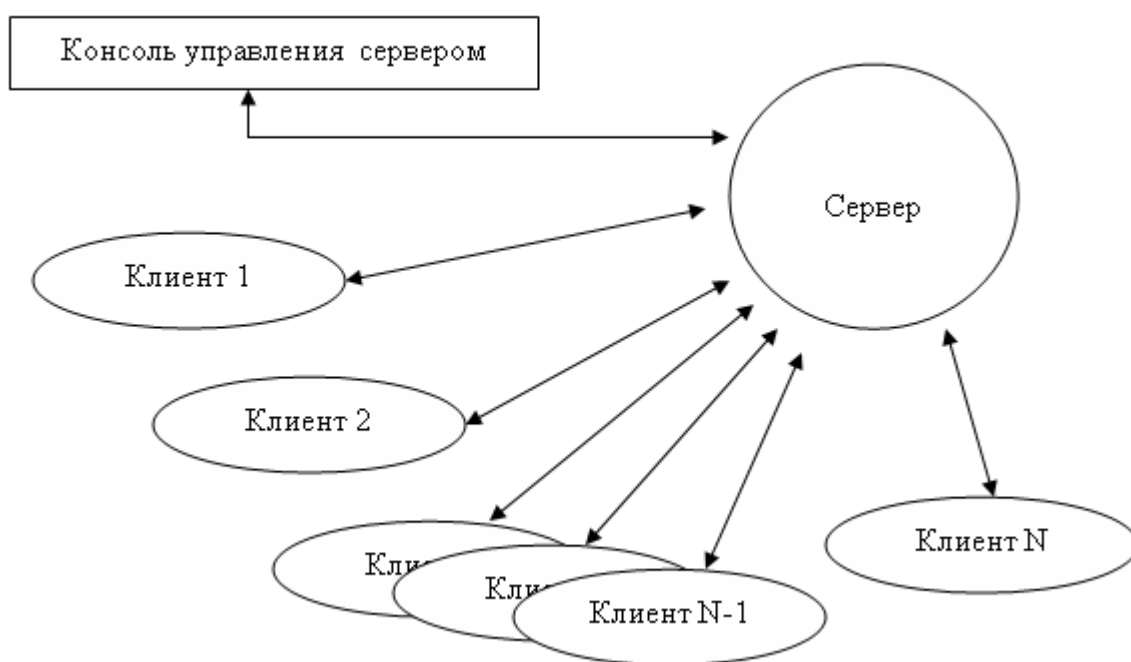 Консоль управления сервером
Сервер
Клиент 1
Клиент 2
Клиент N
Клиент N-1